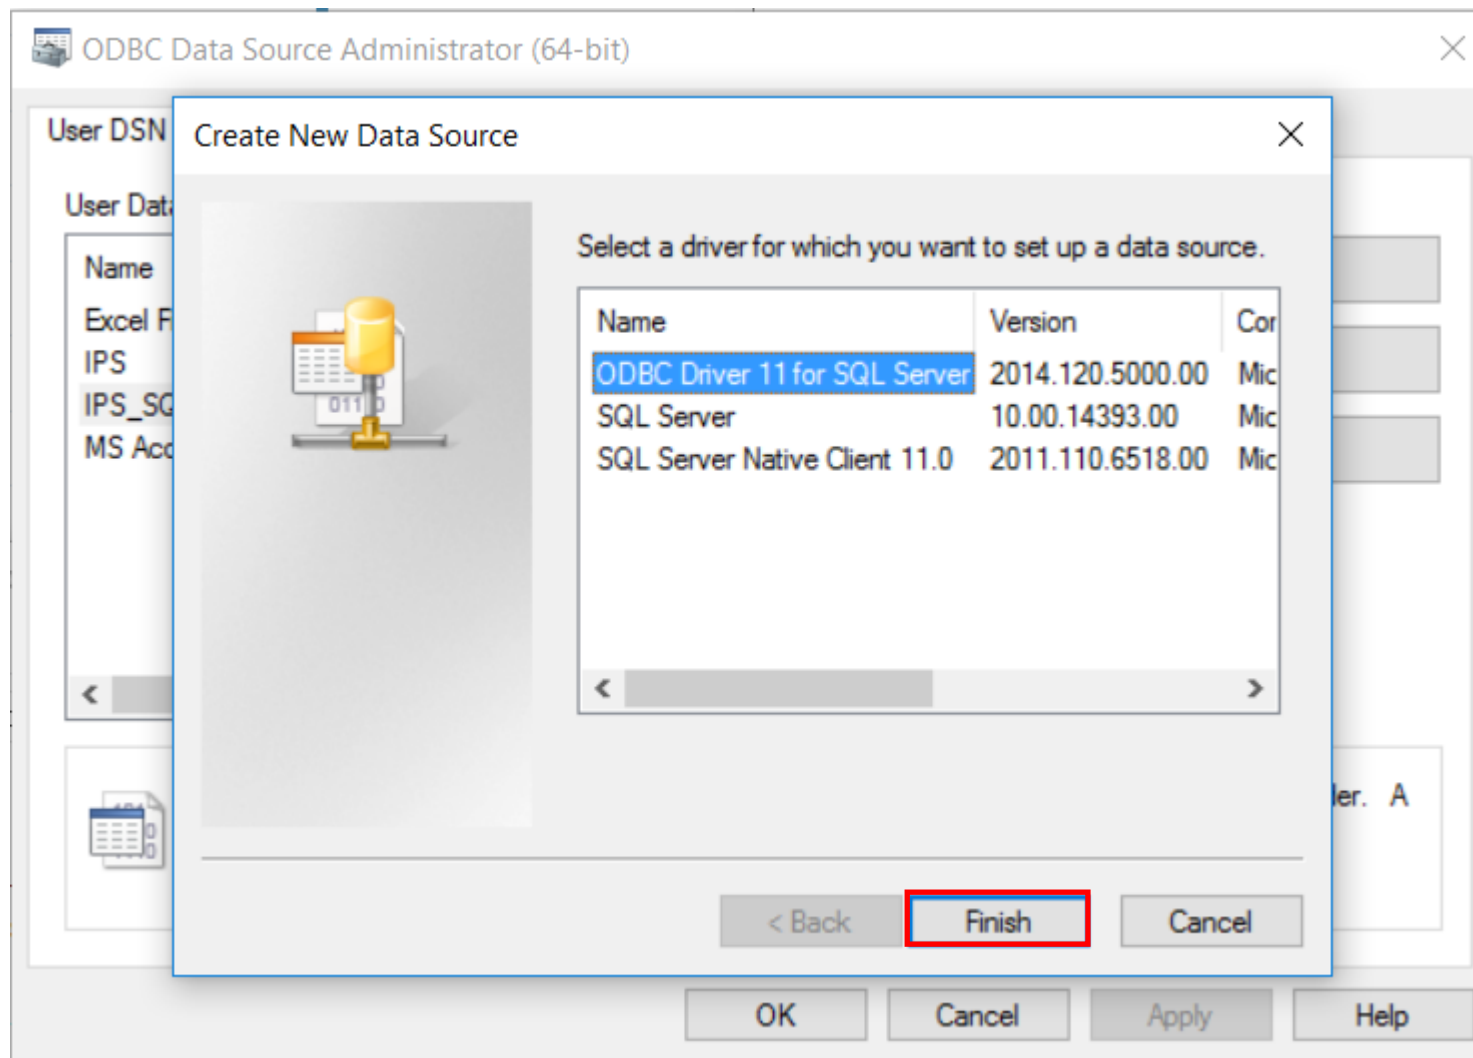 ODBC Data Source Administrator (64-bit)
User DSN
Create New Data Source
User Data
Select a driver for which you want to set up a data source.
Name
Name Version Cor
Excel F
ODBC Driver 11 for SQL Server 2014.120.5000.00 Mic
IPS
IPS_SQ
SQL Server 10.00.14393.00 Mic
MS Acc
SQL Server Native Client 11.0 2011.110.6518.00 Mic
ler. A
< Back Finish Cancel
OK Cancel Apply Help